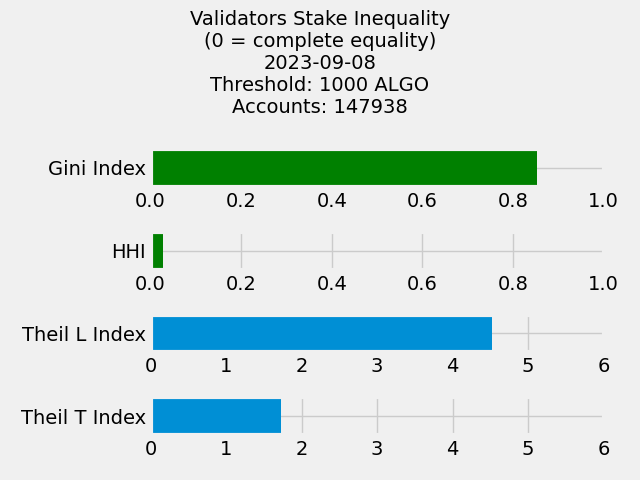 Validators Stake Inequality
(0 = complete equality)
2023-09-08
Threshold: 1000 ALGO
Accounts: 147938
Gini Index
0.0 0.2 0.4 0.6 0.8 1.0
HHI
0.0 0.2 0.4 0.6 0.8 1.0
Theil L Index
0 1 2 3 4 5 6
Theil T Index
0 1 2 3 4 5 6